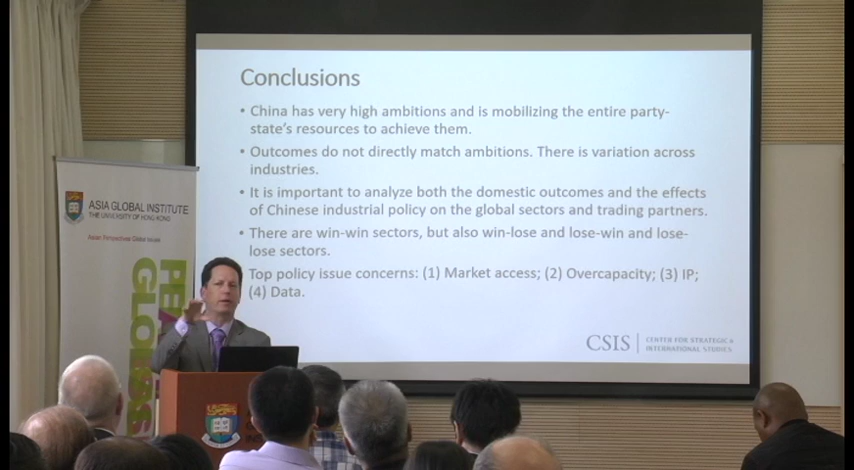 Conclusions
• China has very high ambitions and is mobilizing the entire party-
state's resources to achieve them.
• Outcomes do not directly match ambitions. There is variation across
industries.
• It is important to analyze both the domestic outcomes and the effects
of Chinese industrial policy on the global sectors and trading partners.
• There are win-win sectors, but also win-lose and lose-win and lose-
lose sectors.
Top policy issue concerns: (1) Market access; (2) Overcapacity; (3) IP;
(4) Data.
CSIS
CENTER FOR STRATEGIC &
INTERNATIONAL STUDIES
ASIA GLOBAL INSTITUTE
THE UNIVERSITY OF HONG KONG
Asian Perspectives Global Issues